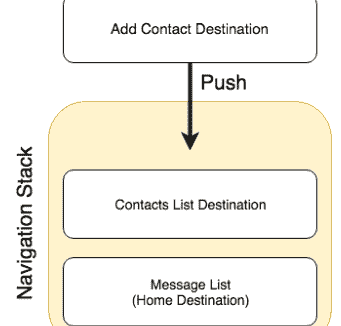 Add Contact Destination
Push
Navigation Stack
Contacts List Destination
Message List
(Home Destination)